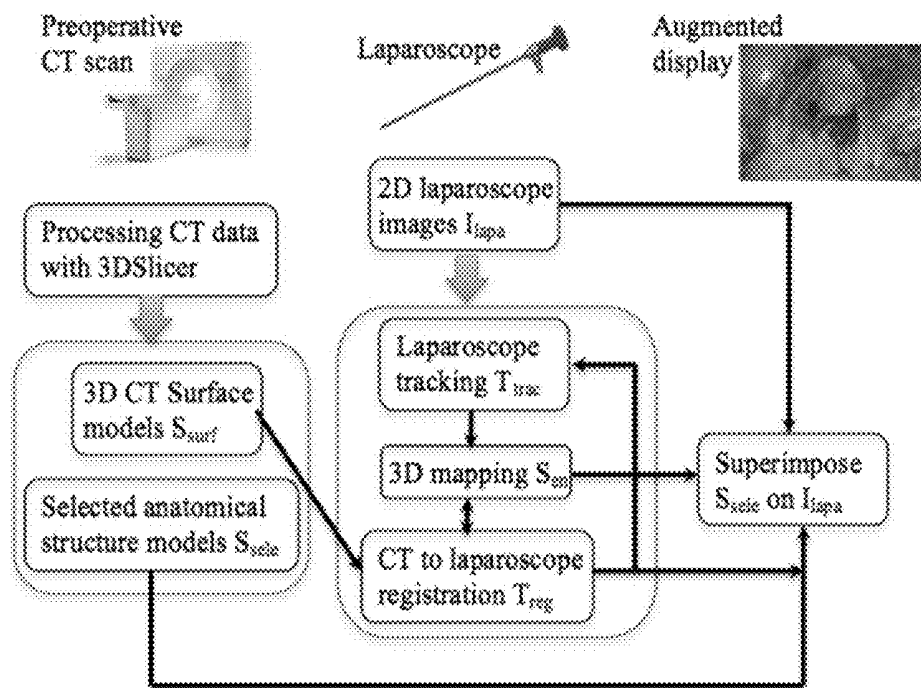 Preoperative
CT scan
Laparoscope
Augmented
display
Processing CT data
with 3DSlicer
2D laparoscope
images I_lapa
3D CT Surface
models S_surf
Selected anatomical
structure models S_sele
Laparoscope
tracking T_trac
3D mapping S_en
CT to laparoscope
registration T_reg
Superimpose
S_sele on I_lapa